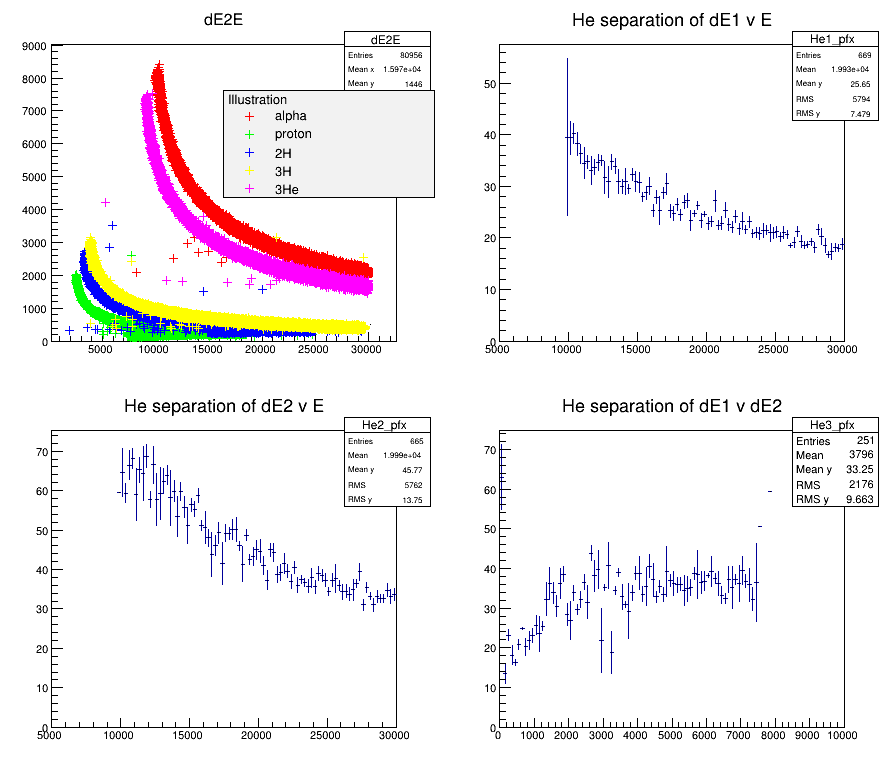 dE2E
dE2E
Entries 80956
Mean x 1.597e+04
Mean y 1446
Illustration
alpha
proton
2H
3H
3He
9000
8000
7000
6000
5000
4000
3000
2000
1000
0
5000 10000 15000 20000 25000 30000
He separation of dE1 v E
He1_pfx
Entries 669
Mean 1.993e+04
Mean y 25.65
RMS 5794
RMS y 7.479
50
40
30
20
10
0
5000 10000 15000 20000 25000 30000
He separation of dE2 v E
He2_pfx
Entries 665
Mean 1.999e+04
Mean y 45.77
RMS 5762
RMS y 13.75
70
60
50
40
30
20
10
0
5000 10000 15000 20000 25000 30000
He separation of dE1 v dE2
He3_pfx
Entries 251
Mean 3796
Mean y 33.25
RMS 2176
RMS y 9.663
70
60
50
40
30
20
10
0
0 1000 2000 3000 4000 5000 6000 7000 8000 9000 10000